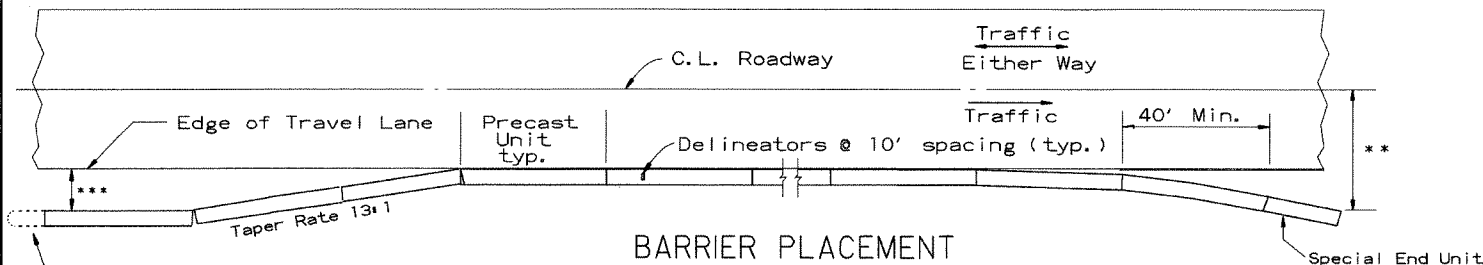 Traffic
Either Way
C.L. Roadway
Traffic
40' Min.
Edge of Travel Lane
Precast
Unit
typ.
Delineators @ 10' spacing (typ.)
**
***
Taper Rate 13:1
BARRIER PLACEMENT
Special End Unit